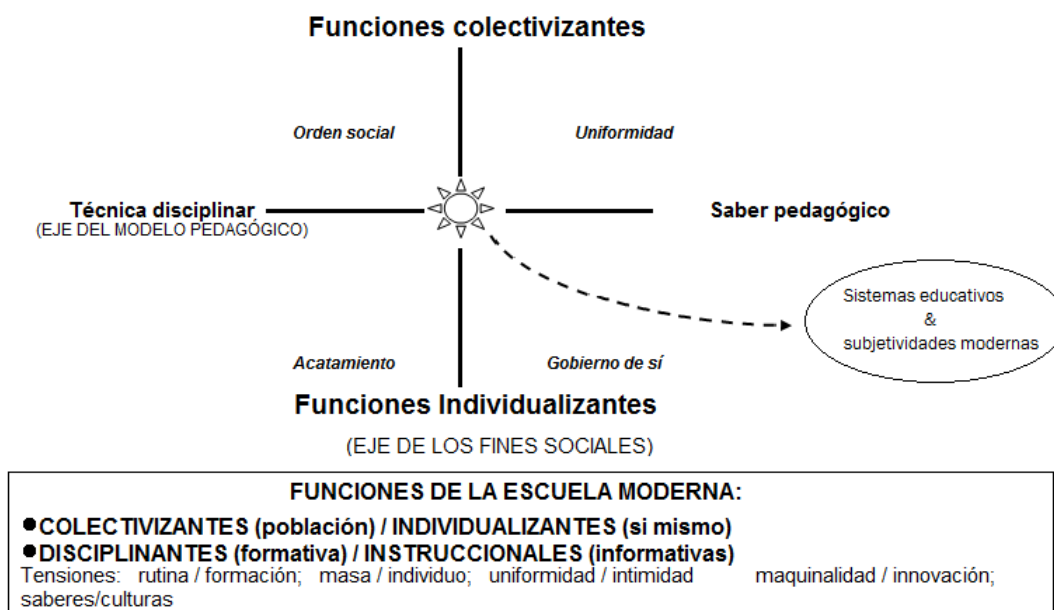 Funciones colectivizantes
Orden social
Uniformidad
Técnica disciplinar
(EJE DEL MODELO PEDAGÓGICO)
Saber pedagógico
Sistemas educativos
&
subjetividades modernas
Acatamiento
Gobierno de sí
Funciones Individualizantes
(EJE DE LOS FINES SOCIALES)
FUNCIONES DE LA ESCUELA MODERNA:
●COLECTIVIZANTES (población) / INDIVIDUALIZANTES (si mismo)
●DISCIPLINANTES (formativa) / INSTRUCCIONALES (informativas)
Tensiones: rutina / formación; masa / individuo; uniformidad / intimidad maquinalidad / innovación;
saberes/culturas